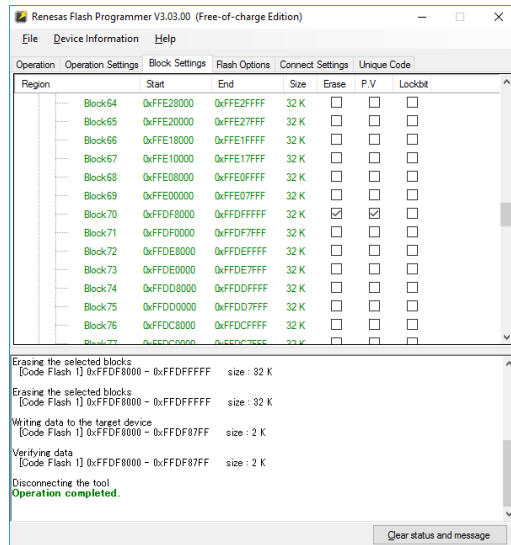 Renesas Flash Programmer V3.03.00 (Free-of-charge Edition)
File Device Information Help
Operation Operation Settings Block Settings Flash Options Connect Settings Unique Code
Region Start End Size Erase P.V Lockbit
Block64 0xFFE28000 0xFFE2FFFF 32 K
Block65 0xFFE20000 0xFFE27FFF 32 K
Block66 0xFFE18000 0xFFE1FFFF 32 K
Block67 0xFFE10000 0xFFE17FFF 32 K
Block68 0xFFE08000 0xFFE0FFFF 32 K
Block69 0xFFE00000 0xFFE07FFF 32 K
Block70 0xFFDF8000 0xFFDFFFFF 32 K
Block71 0xFFDF0000 0xFFDF7FFF 32 K
Block72 0xFFDE8000 0xFFDEFFFF 32 K
Block73 0xFFDE0000 0xFFDE7FFF 32 K
Block74 0xFFDD8000 0xFFDDFFFF 32 K
Block75 0xFFDD0000 0xFFDD7FFF 32 K
Block76 0xFFDC8000 0xFFDCFFFF 32 K
Block77 0xFFDC0000 0xFFDC7FFF 32 K
Erasing the selected blocks
[Code Flash 1] 0xFFDF8000 - 0xFFDFFFFF size : 32 K
Erasing the selected blocks
[Code Flash 1] 0xFFDF8000 - 0xFFDFFFFF size : 32 K
Writing data to the target device
[Code Flash 1] 0xFFDF8000 - 0xFFDF87FF size : 2 K
Verifying data
[Code Flash 1] 0xFFDF8000 - 0xFFDF87FF size : 2 K
Disconnecting the tool
Operation completed.
Clear status and message